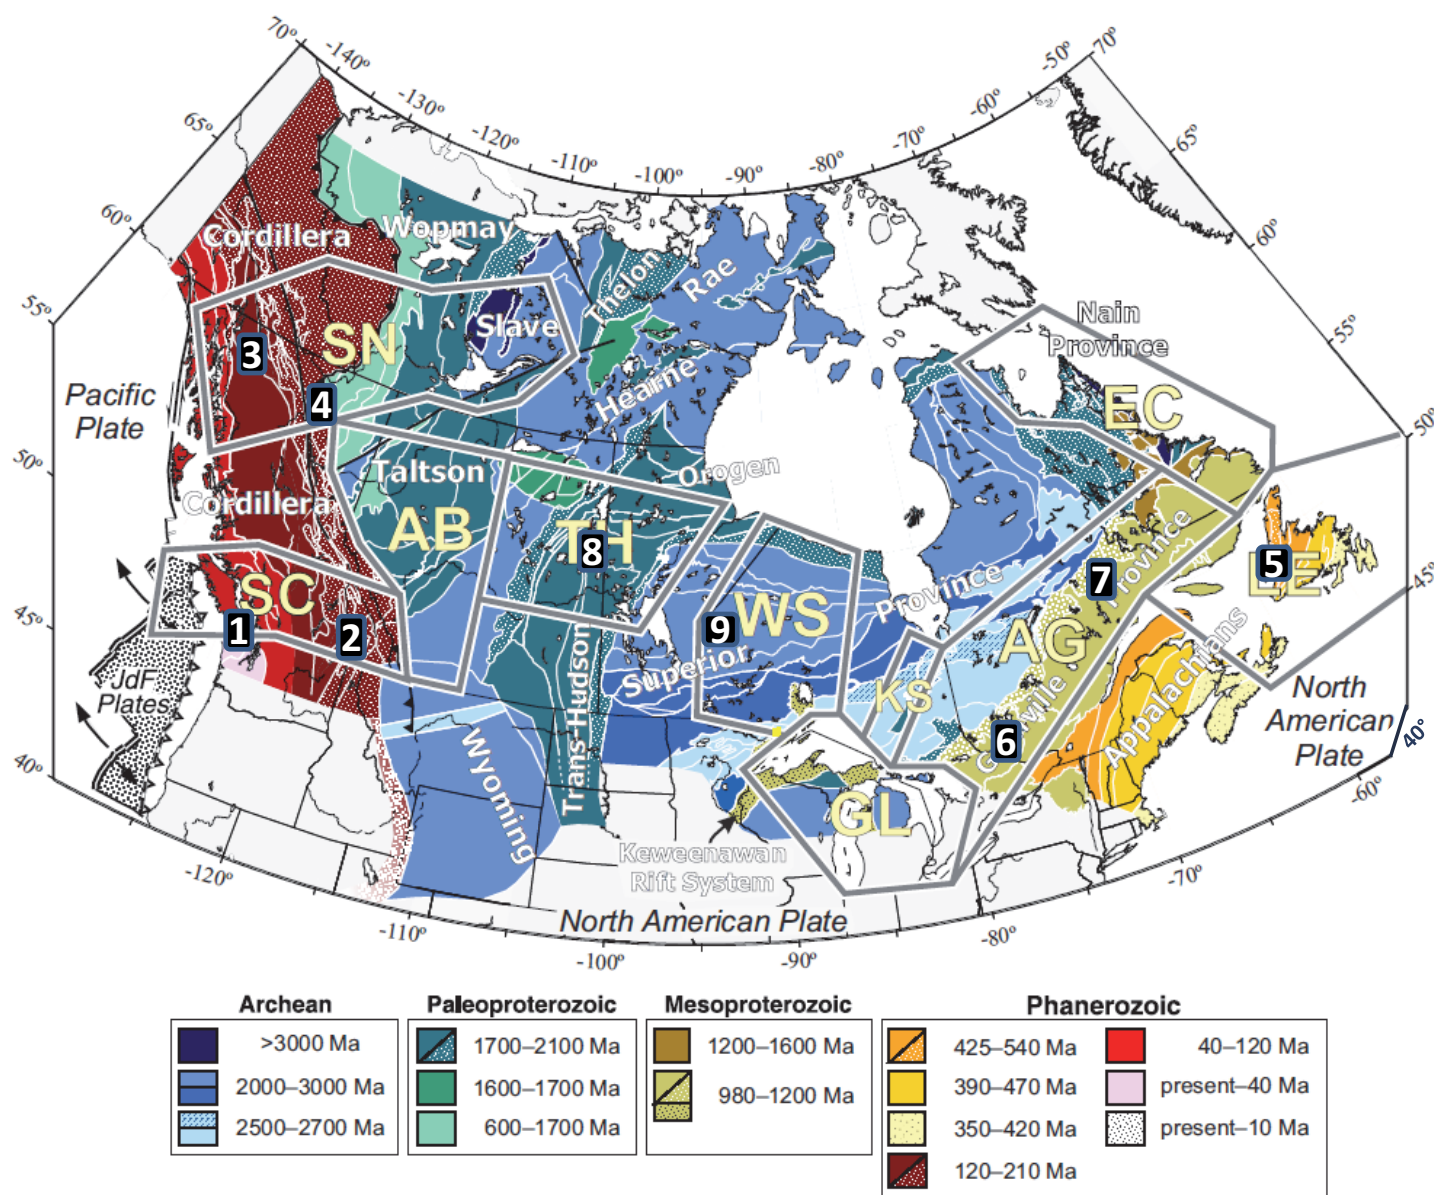 70°
-140°
-130°
-120°
-110°
-100°
-90°
-80°
-70°
-60°
-50°
-70°
65°
60°
55°
50°
45°
40°
65°
60°
55°
50°
45°
40°
-60°
-70°
-80°
-90°
-100°
-110°
-120°
Cordillera
Wopmay
Thelon
Rae
Slave
Hearne
SN
3
4
Nain
Province
EC
Pacific
Plate
Cordillera
Taltson
AB
Orogen
TH
8
SC
1
2
JdF
Plates
WS
9
Superior
Province
7
Province
AG
Grenville
6
KS
LE
5
Appalachians
North
American
Plate
Wyoming
Trans-Hudson
GL
Keweenawan
Rift System
North American Plate
Archean
>3000 Ma
2000–3000 Ma
2500–2700 Ma
Paleoproterozoic
1700–2100 Ma
1600–1700 Ma
600–1700 Ma
Mesoproterozoic
1200–1600 Ma
980–1200 Ma
Phanerozoic
425–540 Ma
390–470 Ma
350–420 Ma
120–210 Ma
40–120 Ma
present–40 Ma
present–10 Ma